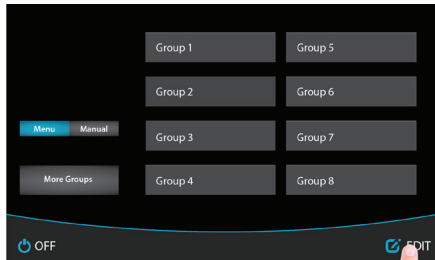 Group 1
Group 5
Group 2
Group 6
Menu
Manual
Group 3
Group 7
More Groups
Group 4
Group 8
OFF
EDIT